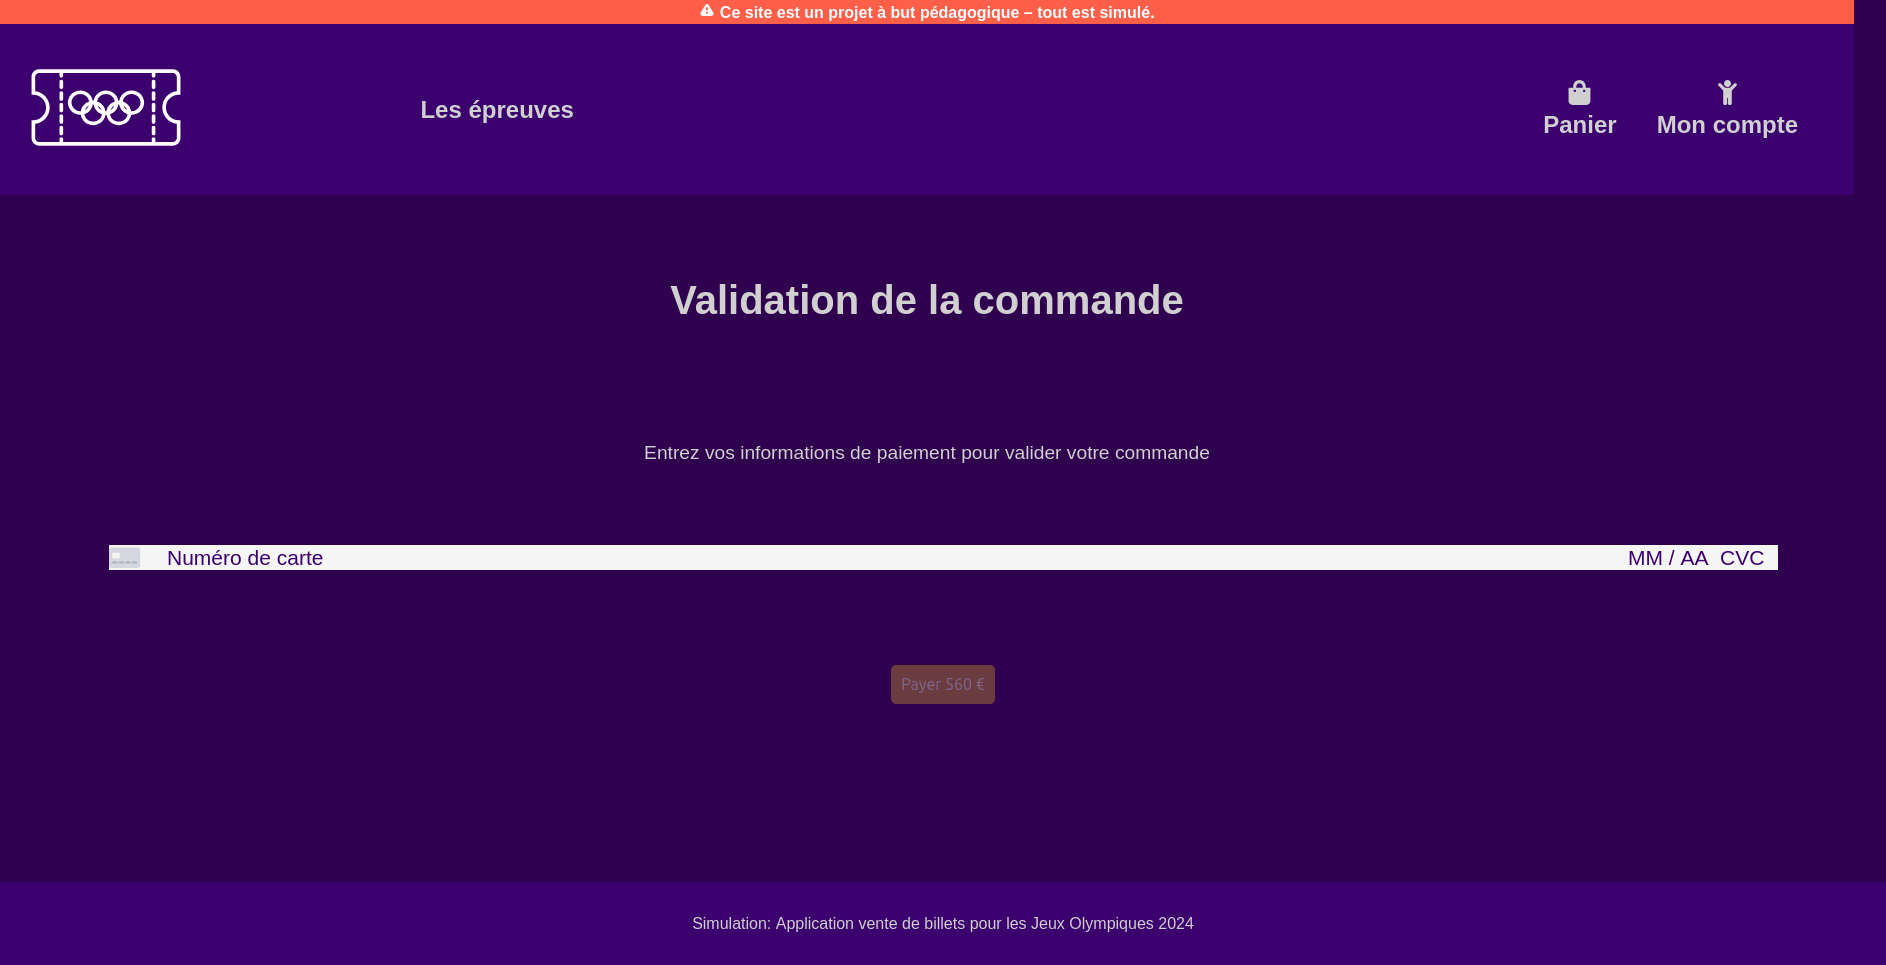 Ce site est un projet à but pédagogique – tout est simulé.
Les épreuves
Panier
Mon compte
Validation de la commande
Entrez vos informations de paiement pour valider votre commande
Numéro de carte MM / AA CVC
Payer 560 €
Simulation: Application vente de billets pour les Jeux Olympiques 2024